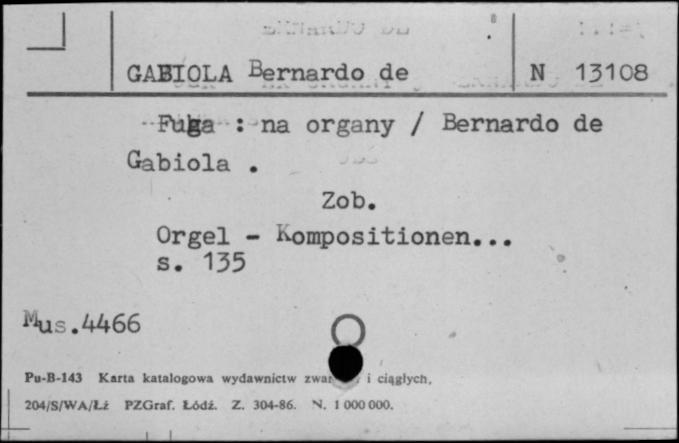 GABIOLA Bernardo de N 13108
Fuga : na organy / Bernardo de
Gabiola .
Zob.
Orgel - Kompositionen...
s. 135
Mus.4466
Pu-B-143 Karta katalogowa wydawnictw i ciągłych,
204/S/WA/Łź PZGraf. Łódź. Z. 304-86. N. 1 000 000.